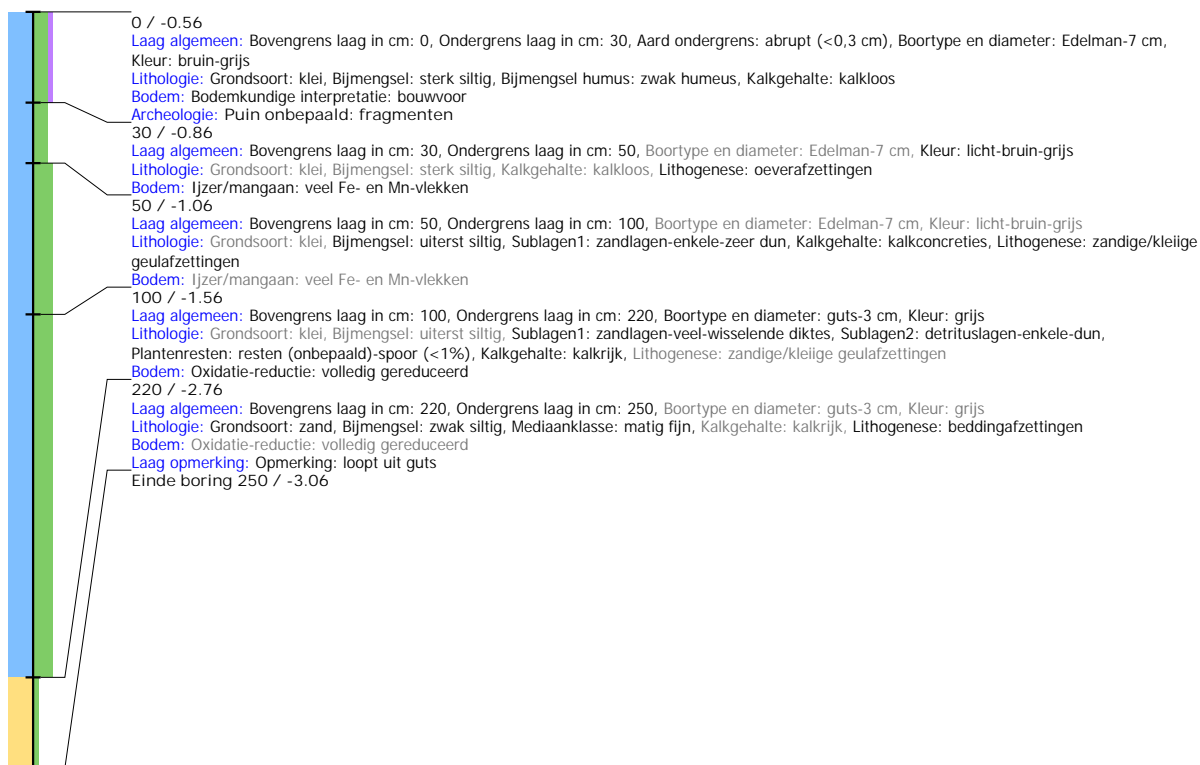 0 / -0.56
Laag algemeen: Bovengrens laag in cm: 0, Ondergrens laag in cm: 30, Aard ondergrens: abrupt (<0,3 cm), Boortype en diameter: Edelman-7 cm,
Kleur: bruin-grijs
Lithologie: Grondsoort: klei, Bijmengsel: sterk siltig, Bijmengsel humus: zwak humeus, Kalkgehalte: kalkloos
Bodem: Bodemkundige interpretatie: bouwvoor
Archeologie: Puin onbepaald: fragmenten
30 / -0.86
Laag algemeen: Bovengrens laag in cm: 30, Ondergrens laag in cm: 50, Boortype en diameter: Edelman-7 cm, Kleur: licht-bruin-grijs
Lithologie: Grondsoort: klei, Bijmengsel: sterk siltig, Kalkgehalte: kalkloos, Lithogenese: oeverafzettingen
Bodem: Ijzer/mangaan: veel Fe- en Mn-vlekken
50 / -1.06
Laag algemeen: Bovengrens laag in cm: 50, Ondergrens laag in cm: 100, Boortype en diameter: Edelman-7 cm, Kleur: licht-bruin-grijs
Lithologie: Grondsoort: klei, Bijmengsel: uiterst siltig, Sublagen1: zandlagen-enkele-zeer dun, Kalkgehalte: kalkconcreties, Lithogenese: zandige/kleiige
geulafzettingen
Bodem: Ijzer/mangaan: veel Fe- en Mn-vlekken
100 / -1.56
Laag algemeen: Bovengrens laag in cm: 100, Ondergrens laag in cm: 220, Boortype en diameter: guts-3 cm, Kleur: grijs
Lithologie: Grondsoort: klei, Bijmengsel: uiterst siltig, Sublagen1: zandlagen-veel-wisselende diktes, Sublagen2: detrituslagen-enkele-dun,
Plantenresten: resten (onbepaald)-spoor (<1%), Kalkgehalte: kalkrijk, Lithogenese: zandige/kleiige geulafzettingen
Bodem: Oxidatie-reductie: volledig gereduceerd
220 / -2.76
Laag algemeen: Bovengrens laag in cm: 220, Ondergrens laag in cm: 250, Boortype en diameter: guts-3 cm, Kleur: grijs
Lithologie: Grondsoort: zand, Bijmengsel: zwak siltig, Mediaanklasse: matig fijn, Kalkgehalte: kalkrijk, Lithogenese: beddingafzettingen
Bodem: Oxidatie-reductie: volledig gereduceerd
Laag opmerking: Opmerking: loopt uit guts
Einde boring 250 / -3.06